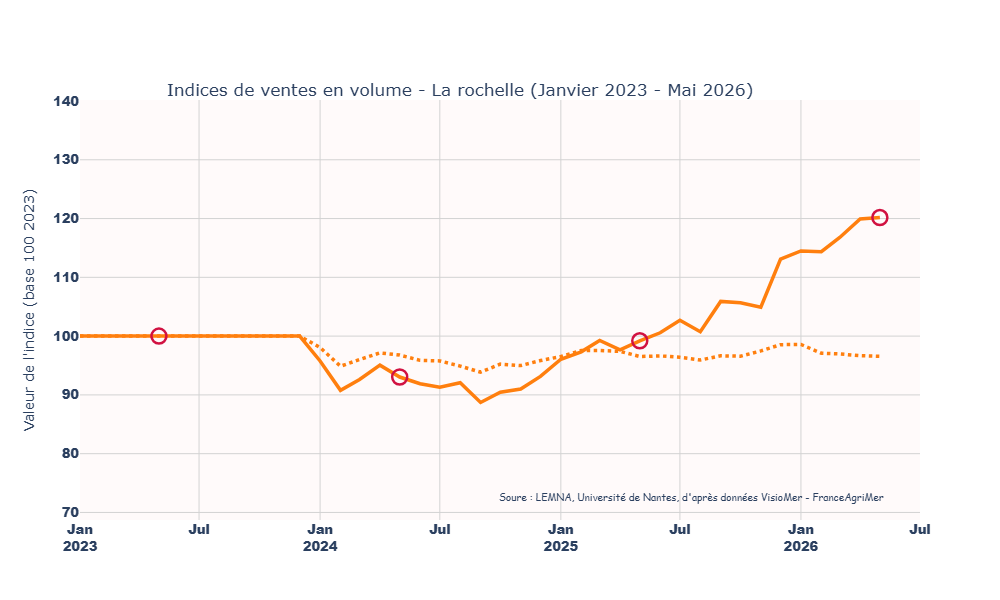 Indices de ventes en volume - La rochelle (Janvier 2023 - Mai 2026)
Valeur de l'indice (base 100 2023)
140
130
120
110
100
90
80
70
Soure : LEMNA, Université de Nantes, d'après données VisioMer - FranceAgriMer
Jan Jul Jan Jul Jan Jul Jan Jul
2023 2024 2025 2026